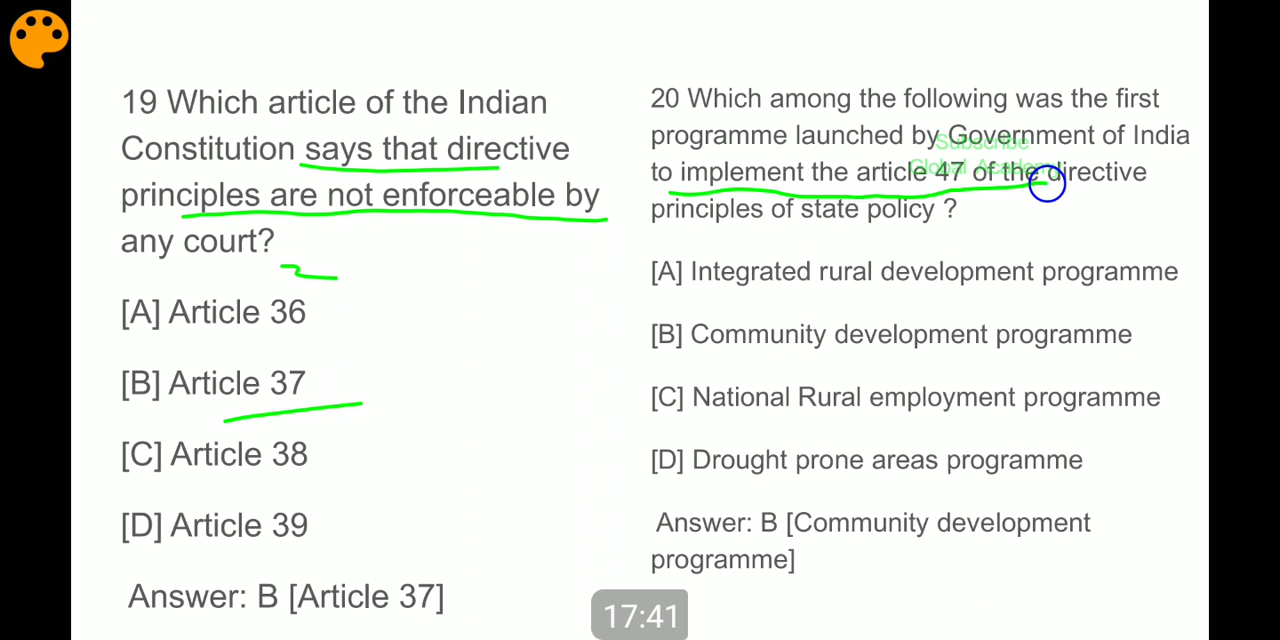 19 Which article of the Indian
Constitution says that directive
principles are not enforceable by
any court?
[A] Article 36
[B] Article 37
[C] Article 38
[D] Article 39
Answer: B [Article 37]
20 Which among the following was the first
programme launched by Government of India
to implement the article 47 of the directive
principles of state policy ?
[A] Integrated rural development programme
[B] Community development programme
[C] National Rural employment programme
[D] Drought prone areas programme
Answer: B [Community development
programme]
Subscribe
Global Academy
17:41